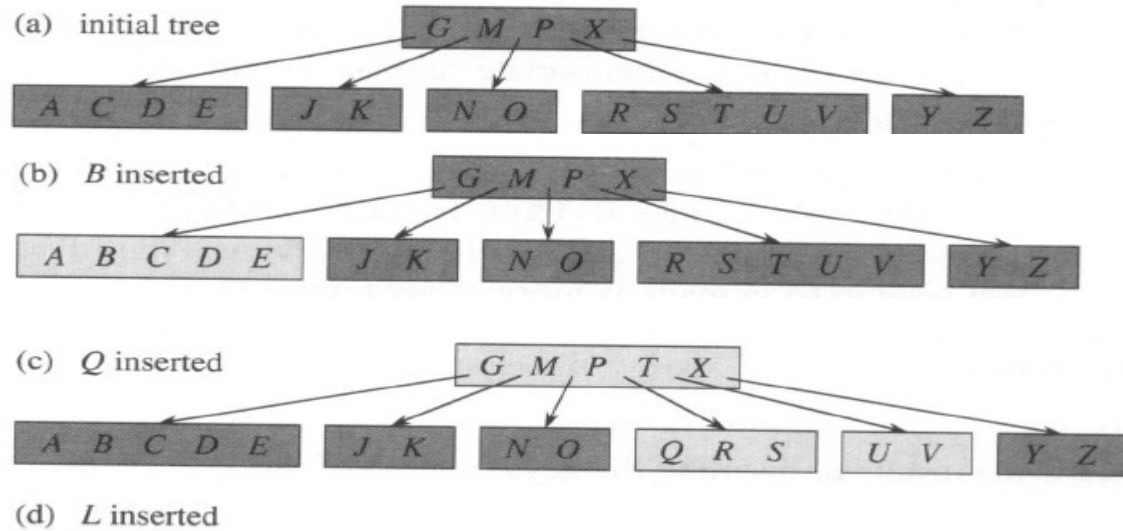 (a) initial tree
G M P X
A C D E J K N O R S T U V Y Z
(b) B inserted
G M P X
A B C D E J K N O R S T U V Y Z
(c) Q inserted
G M P T X
A B C D E J K N O Q R S U V Y Z
(d) L inserted